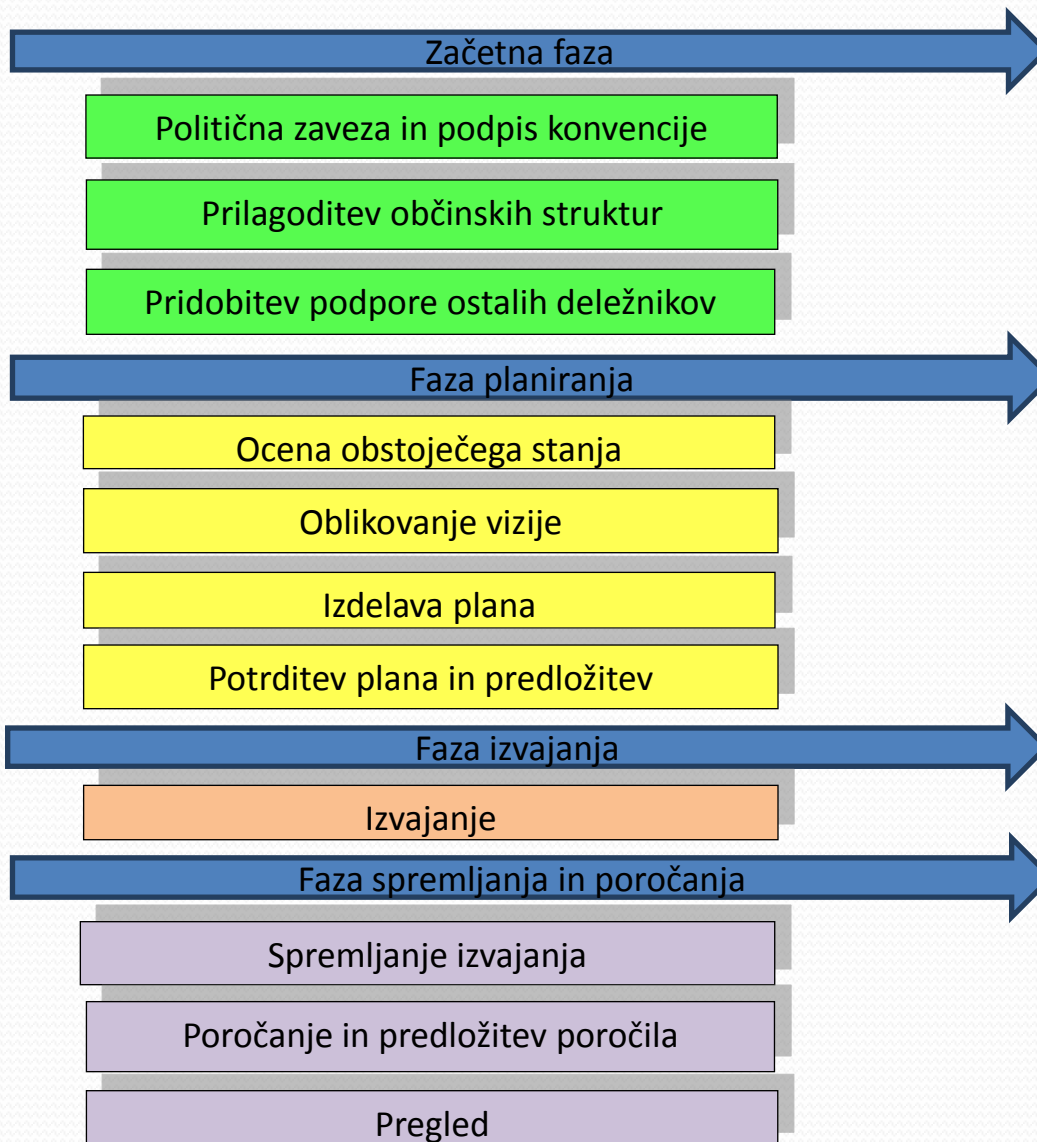 Začetna faza
Politična zaveza in podpis konvencije
Prilagoditev občinskih struktur
Pridobitev podpore ostalih deležnikov
Faza planiranja
Ocena obstoječega stanja
Oblikovanje vizije
Izdelava plana
Potrditev plana in predložitev
Faza izvajanja
Izvajanje
Faza spremljanja in poročanja
Spremljanje izvajanja
Poročanje in predložitev poročila
Pregled